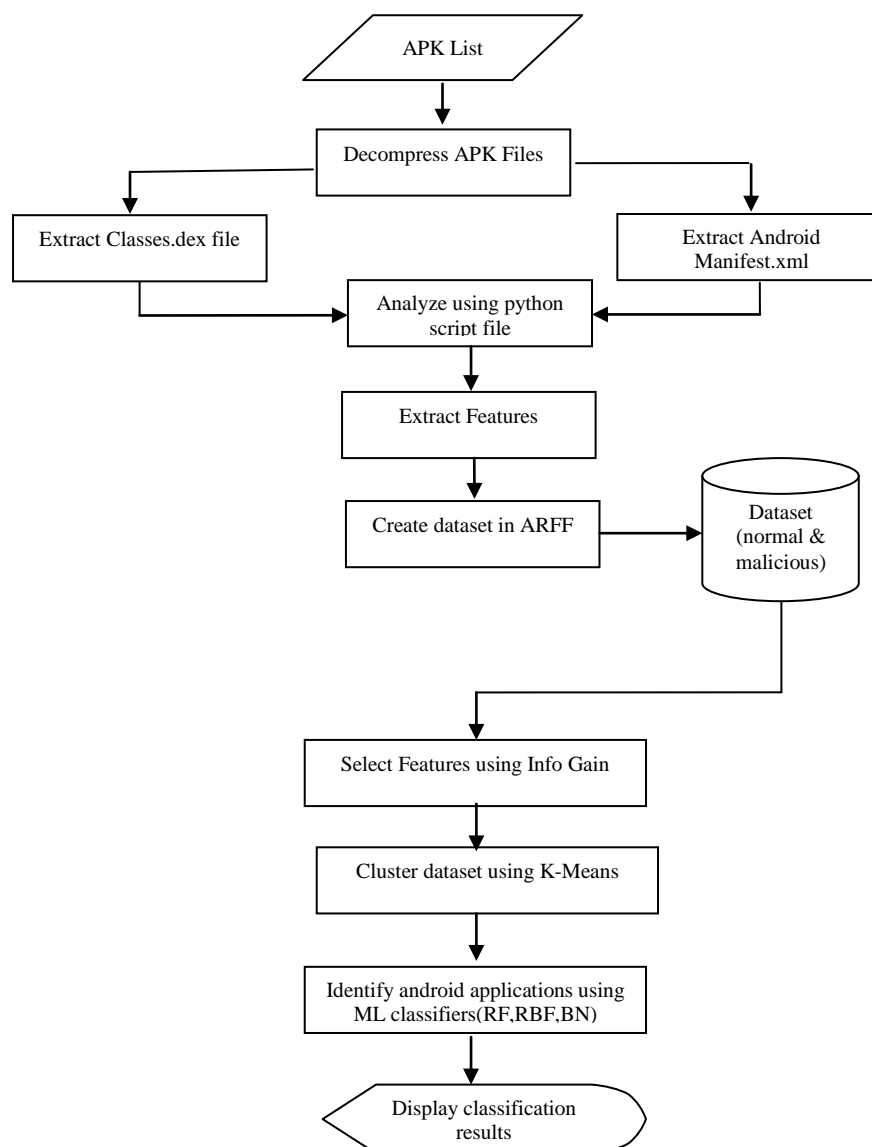 APK List
Decompress APK Files
Extract Classes.dex file
Extract Android
Manifest.xml
Analyze using python
script file
Extract Features
Create dataset in ARFF
Dataset
(normal &
malicious)
Select Features using Info Gain
Cluster dataset using K-Means
Identify android applications using
ML classifiers(RF,RBF,BN)
Display classification
results